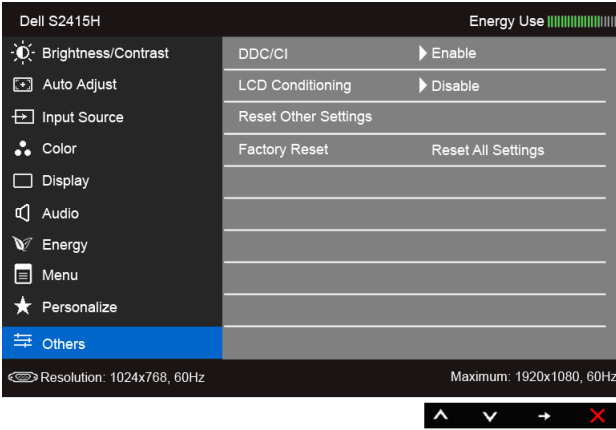 Dell S2415H Energy Use
Brightness/Contrast DDC/CI Enable
Auto Adjust LCD Conditioning Disable
Input Source Reset Other Settings
Color Factory Reset Reset All Settings
Display
Audio
Energy
Menu
Personalize
Others
Resolution: 1024x768, 60Hz Maximum: 1920x1080, 60Hz